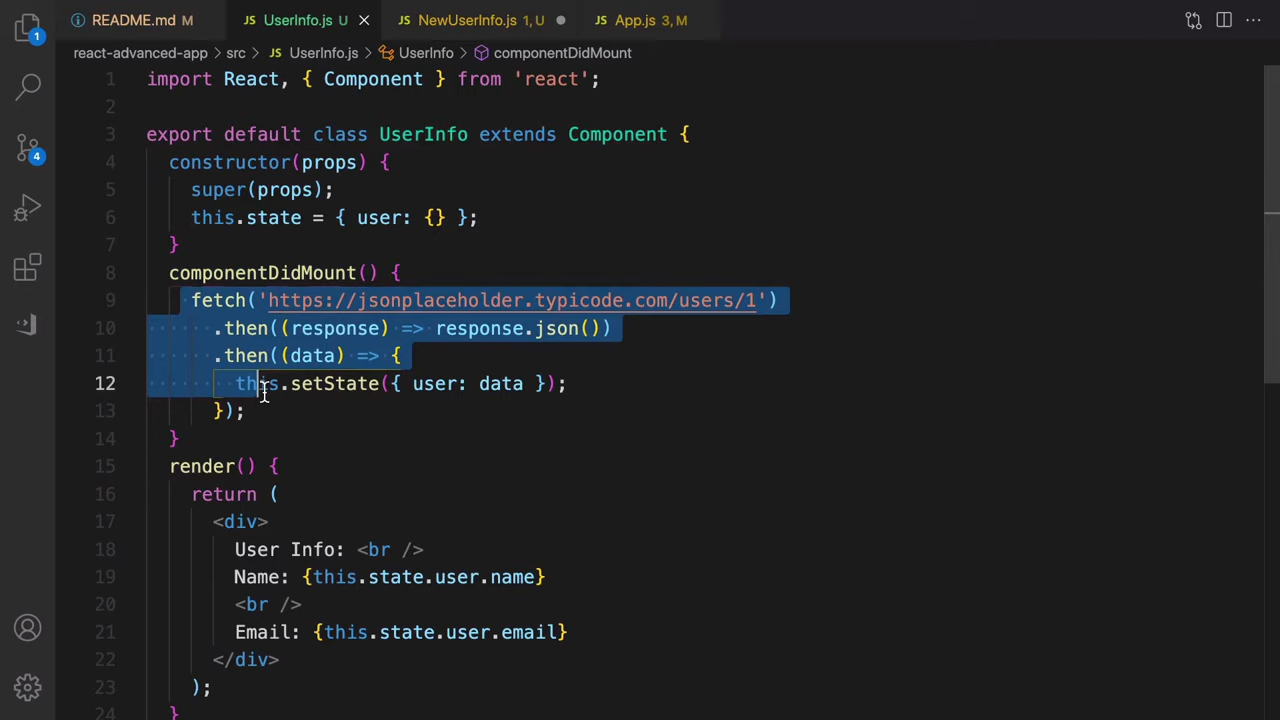 README.md M UserInfo.js U NewUserInfo.js 1, U App.js 3, M
1
react-advanced-app > src > UserInfo.js > UserInfo > componentDidMount
1 import React, { Component } from 'react';
2
3 export default class UserInfo extends Component {
4 constructor(props) {
4
5 super(props);
6 this.state = { user: {} };
7 }
8 componentDidMount() {
9 fetch('https://jsonplaceholder.typicode.com/users/1')
10 .then((response) => response.json())
11 .then((data) => {
12 this.setState({ user: data });
13 });
14 }
15 render() {
16 return (
17 <div>
18 User Info: <br />
19 Name: {this.state.user.name}
20 <br />
21 Email: {this.state.user.email}
22 </div>
23 );
24 }